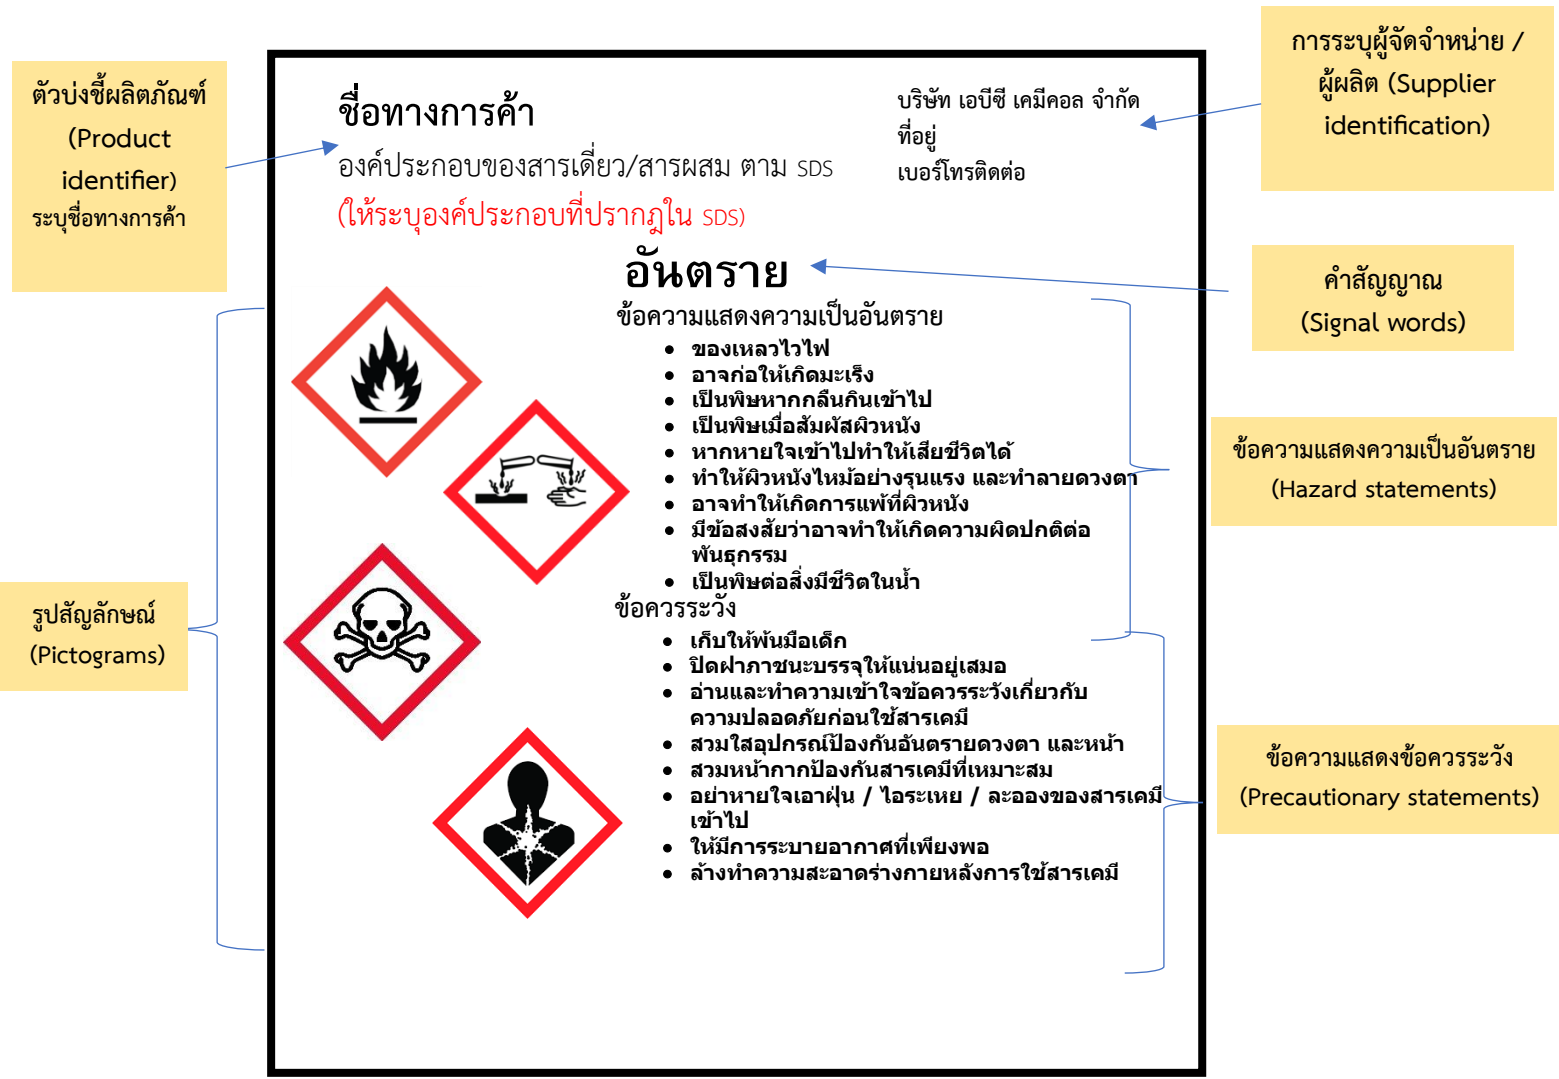 ตัวบ่งชี้ผลิตภัณฑ์
(Product
identifier)
ระบุชื่อทางการค้า
ชื่อทางการค้า
องค์ประกอบของสารเดี่ยว/สารผสม ตาม SDS
(ให้ระบุองค์ประกอบที่ปรากฏใน SDS)
บริษัท เอบีซี เคมีคอล จำกัด
ที่อยู่
เบอร์โทรติดต่อ
การระบุผู้จัดจำหน่าย /
ผู้ผลิต (Supplier
identification)
อันตราย
คำสัญญาณ
(Signal words)
ข้อความแสดงความเป็นอันตราย
• ของเหลวไวไฟ
• อาจก่อให้เกิดมะเร็ง
• เป็นพิษหากกลืนกินเข้าไป
• เป็นพิษเมื่อสัมผัสผิวหนัง
• หากหายใจเข้าไปทำให้เสียชีวิตได้
• ทำให้ผิวหนังไหม้อย่างรุนแรง และทำลายดวงตา
• อาจทำให้เกิดการแพ้ที่ผิวหนัง
• มีข้อสงสัยว่าอาจทำให้เกิดความผิดปกติต่อ
พันธุกรรม
• เป็นพิษต่อสิ่งมีชีวิตในน้ำ
ข้อความแสดงความเป็นอันตราย
(Hazard statements)
รูปสัญลักษณ์
(Pictograms)
ข้อควรระวัง
• เก็บให้พ้นมือเด็ก
• ปิดฝาภาชนะบรรจุให้แน่นอยู่เสมอ
• อ่านและทำความเข้าใจข้อควรระวังเกี่ยวกับ
ความปลอดภัยก่อนใช้สารเคมี
• สวมใสอุปกรณ์ป้องกันอันตรายดวงตา และหน้า
• สวมหน้ากากป้องกันสารเคมีที่เหมาะสม
• อย่าหายใจเอาฝุ่น / ไอระเหย / ละอองของสารเคมี
เข้าไป
• ให้มีการระบายอากาศที่เพียงพอ
• ล้างทำความสะอาดร่างกายหลังการใช้สารเคมี
ข้อความแสดงข้อควรระวัง
(Precautionary statements)